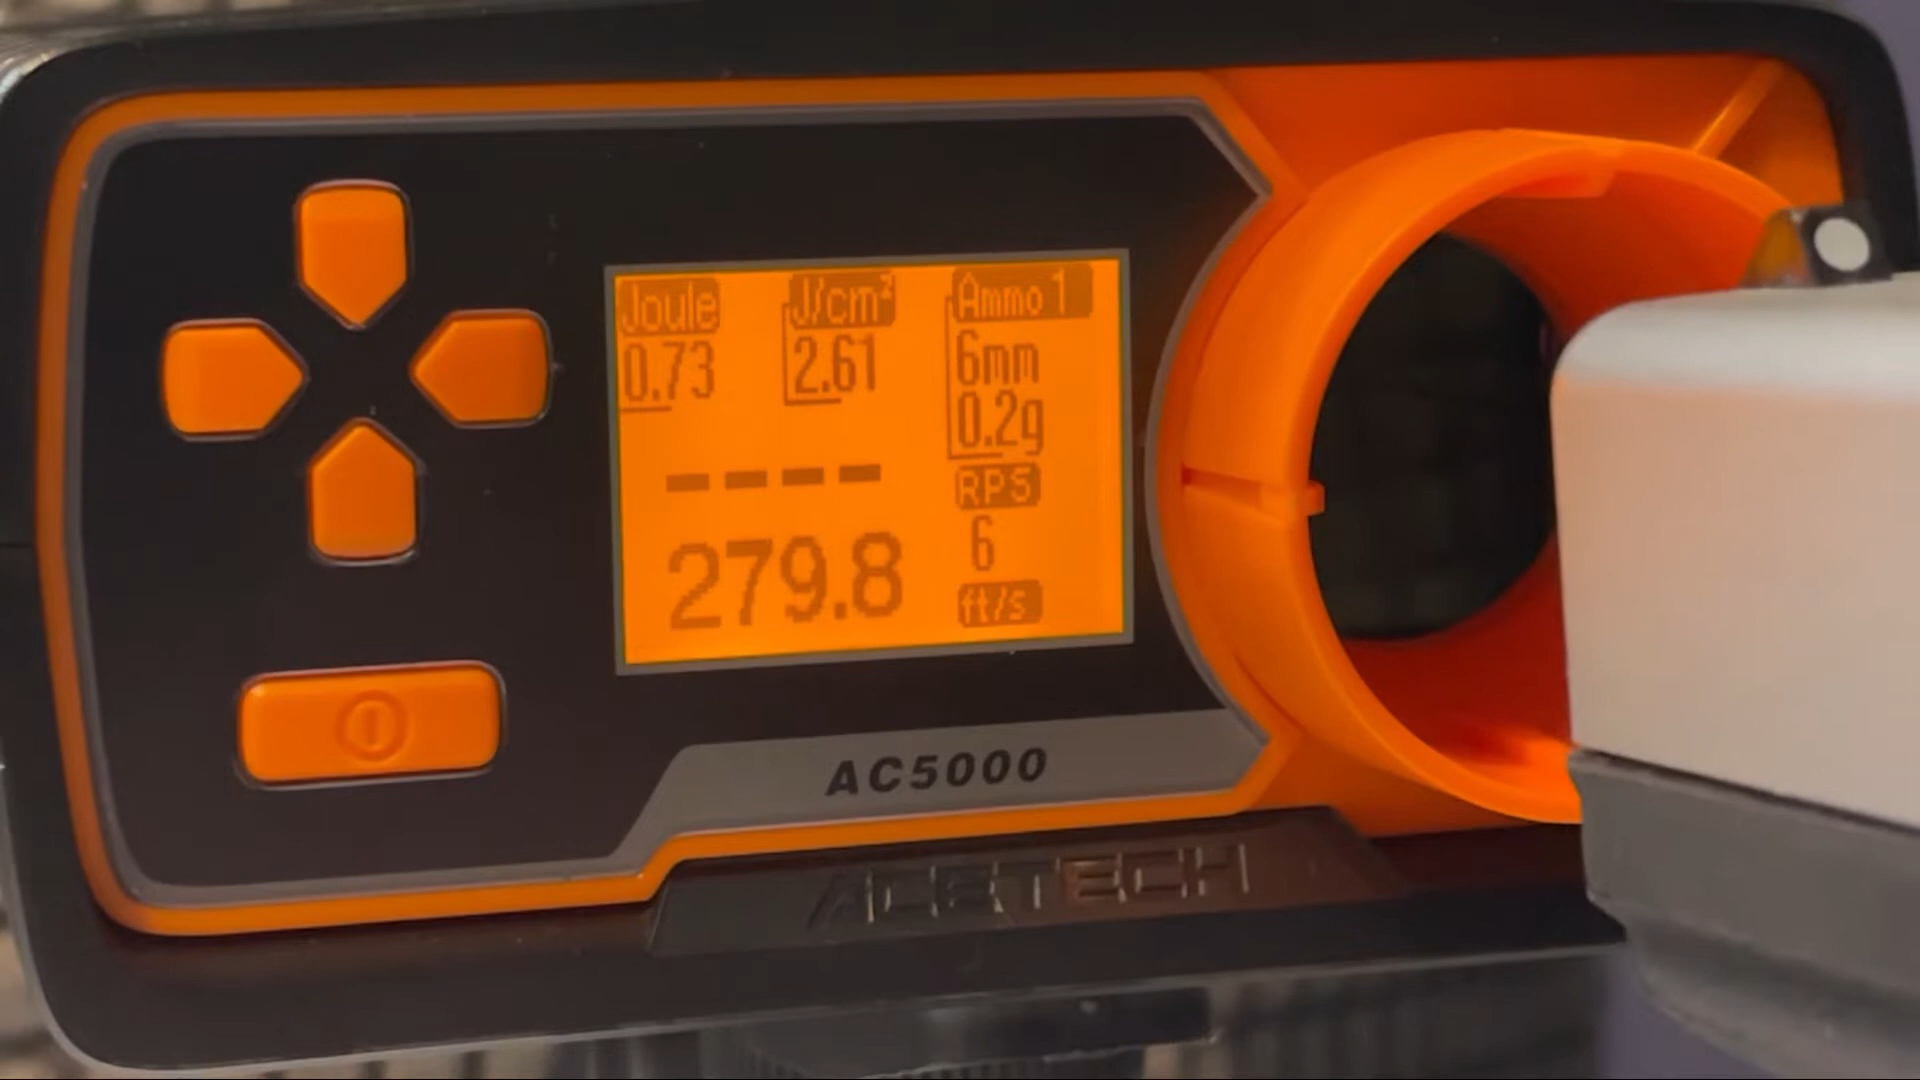 Joule J/cm² Ammo 1
0.73 2.61 6mm
0.2g
---- RPS
279.8 6
ft/s
AC5000
ACETECH